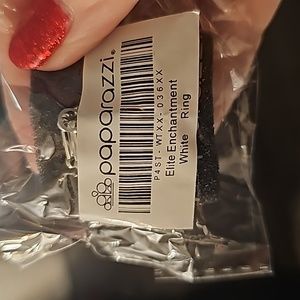 paparazzi®
P4ST-WTXX-036XX
Elite Enchantment
White Ring